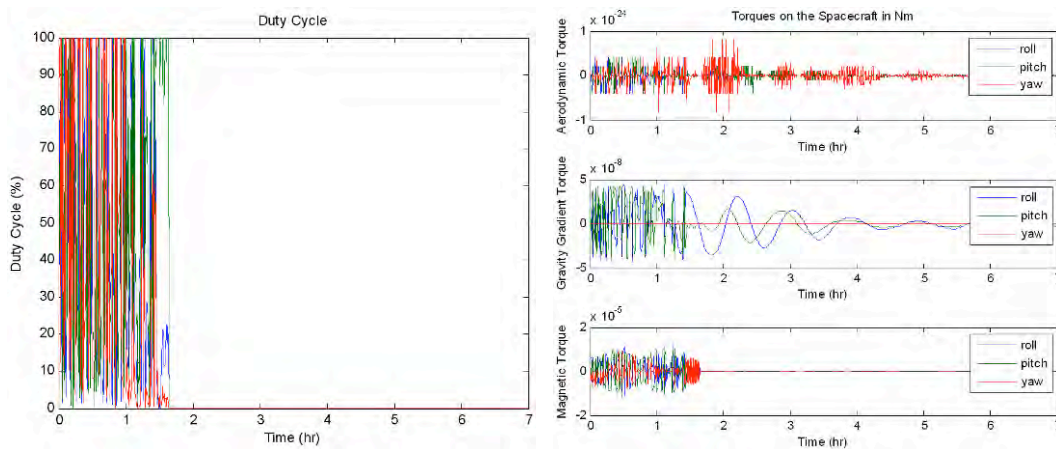 Duty Cycle
100
90
80
70
60
50
40
30
20
10
0
Duty Cycle (%)
0 1 2 3 4 5 6 7
Time (hr)
Torques on the Spacecraft in Nm
x 10^-24
1
0
-1
Aerodynamic Torque
roll
pitch
yaw
0 1 2 3 4 5 6 7
Time (hr)
x 10^-8
5
0
-5
Gravity Gradient Torque
roll
pitch
yaw
0 1 2 3 4 5 6 7
Time (hr)
x 10^-5
2
0
-2
Magnetic Torque
roll
pitch
yaw
0 1 2 3 4 5 6 7
Time (hr)